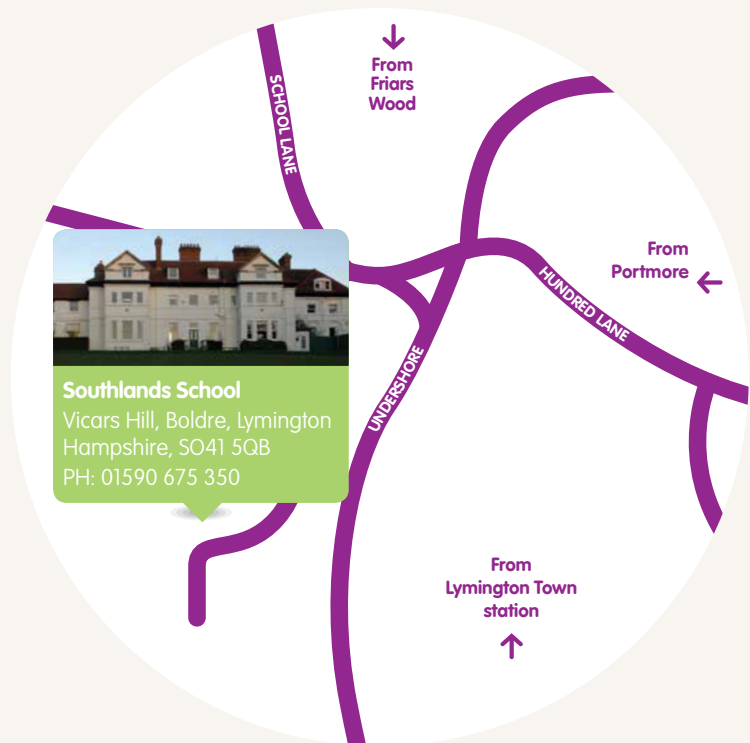 From
Friars
Wood
SCHOOL LANE
From
Portmore
HUNDRED LANE
UNDERSHORE
Southlands School
Vicars Hill, Boldre, Lymington
Hampshire, SO41 5QB
PH: 01590 675 350
From
Lymington Town
station